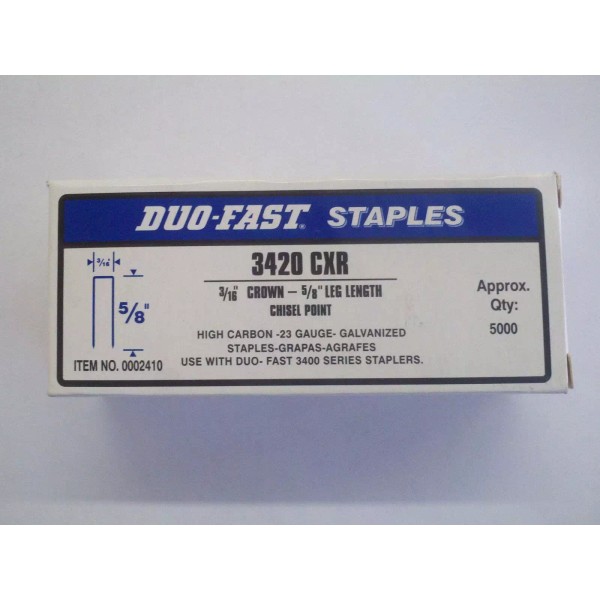 DUO-FAST® STAPLES
3420 CXR
3/16" CROWN – 5/8" LEG LENGTH
CHISEL POINT
HIGH CARBON -23 GAUGE- GALVANIZED
STAPLES-GRAPAS-AGRAFES
USE WITH DUO- FAST 3400 SERIES STAPLERS.
3/16"
5/8"
ITEM NO. 0002410
Approx.
Qty:
5000